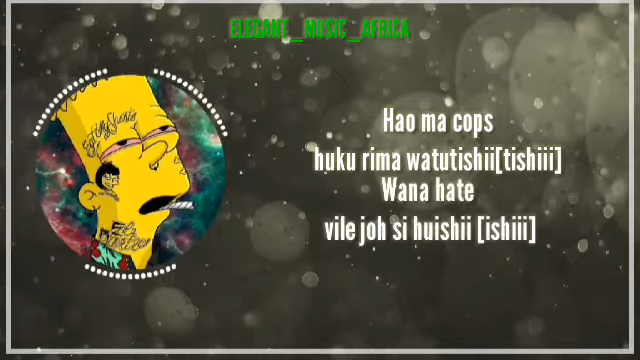 ELEGANT_MUSIC_AFRICA
Hao ma cops
huku rima watutishii[tishiii]
Wana hate
vile joh si huishii [ishiii]